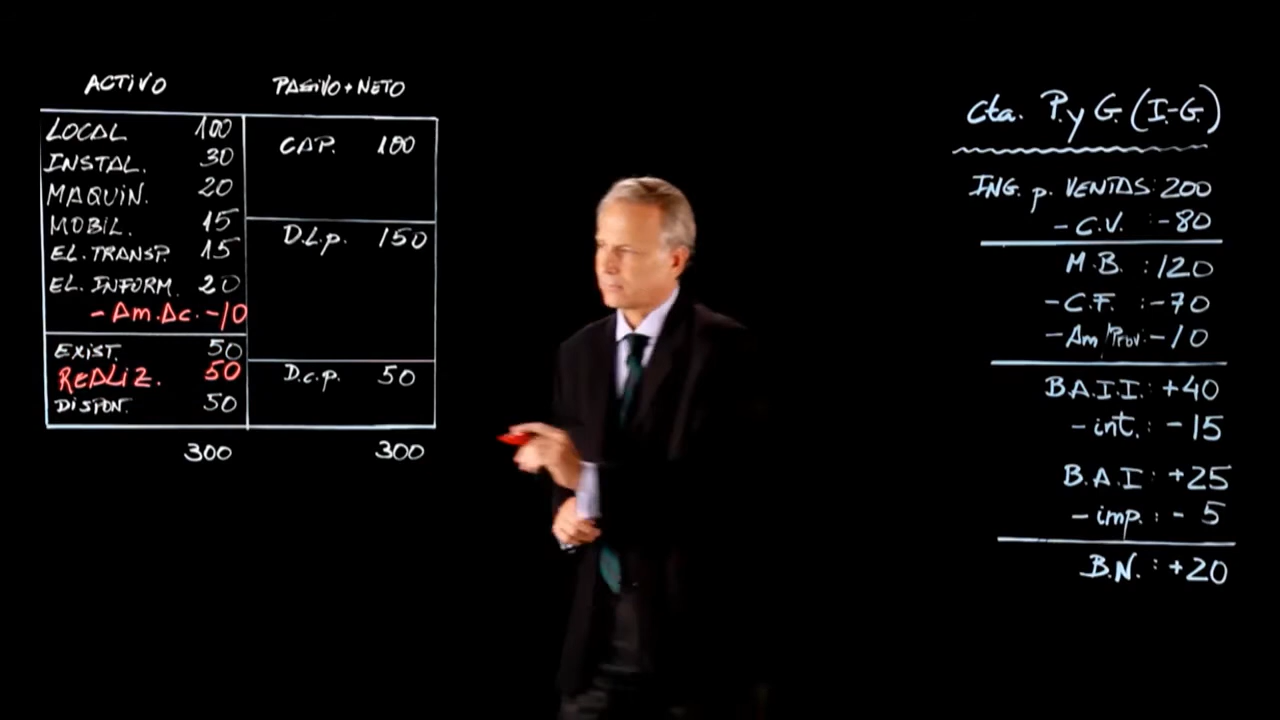 ACTIVO PASIVO+NETO
LOCAL 100
INSTAL. 30
MAQUIN. 20
MOBIL. 15
EL.TRANSP. 15
EL.INFORM. 20
- Am.Ac. -10
EXIST. 50
REALIZ. 50
DISPON. 50
300
CAP. 100
D.L.p. 150
D.c.p. 50
300
Cta. P.y G. (I.-G.)
ING. p. VENTAS: 200
- C.V. : -80
M.B. : 120
- C.F. : -70
- Am/Prov: -10
B.A.I.I.: +40
- int.: -15
B.A.I: +25
- imp.: - 5
B.N.: +20